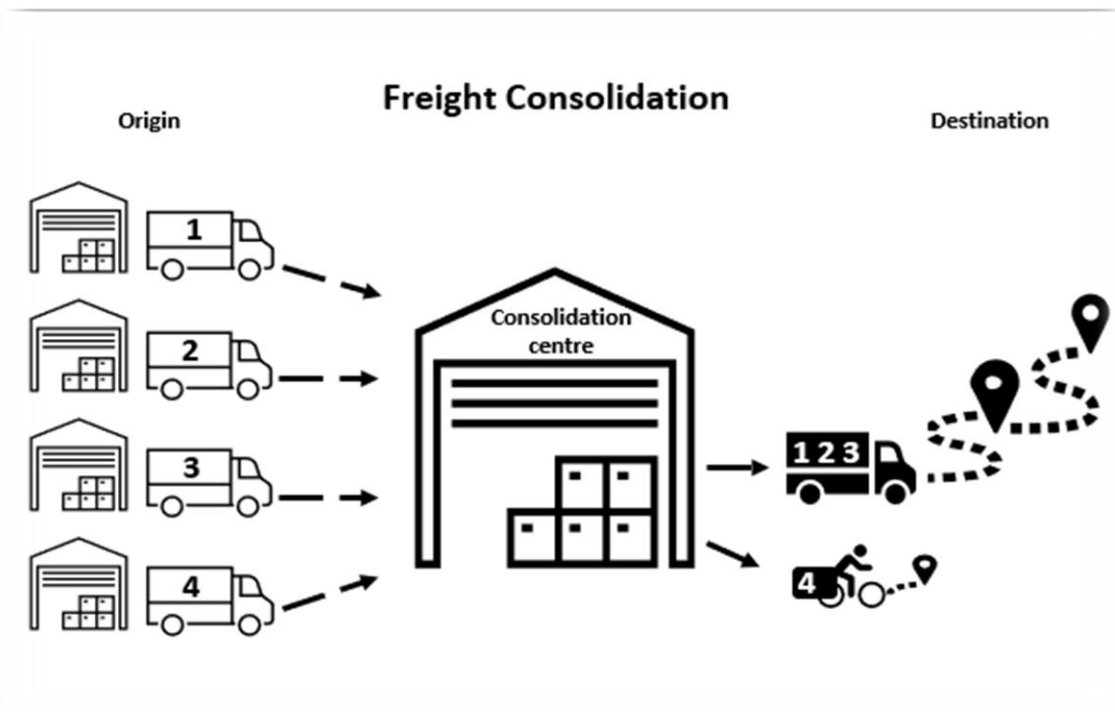 Freight Consolidation
Origin
Destination
1
2
3
4
Consolidation
centre
1 2 3
4